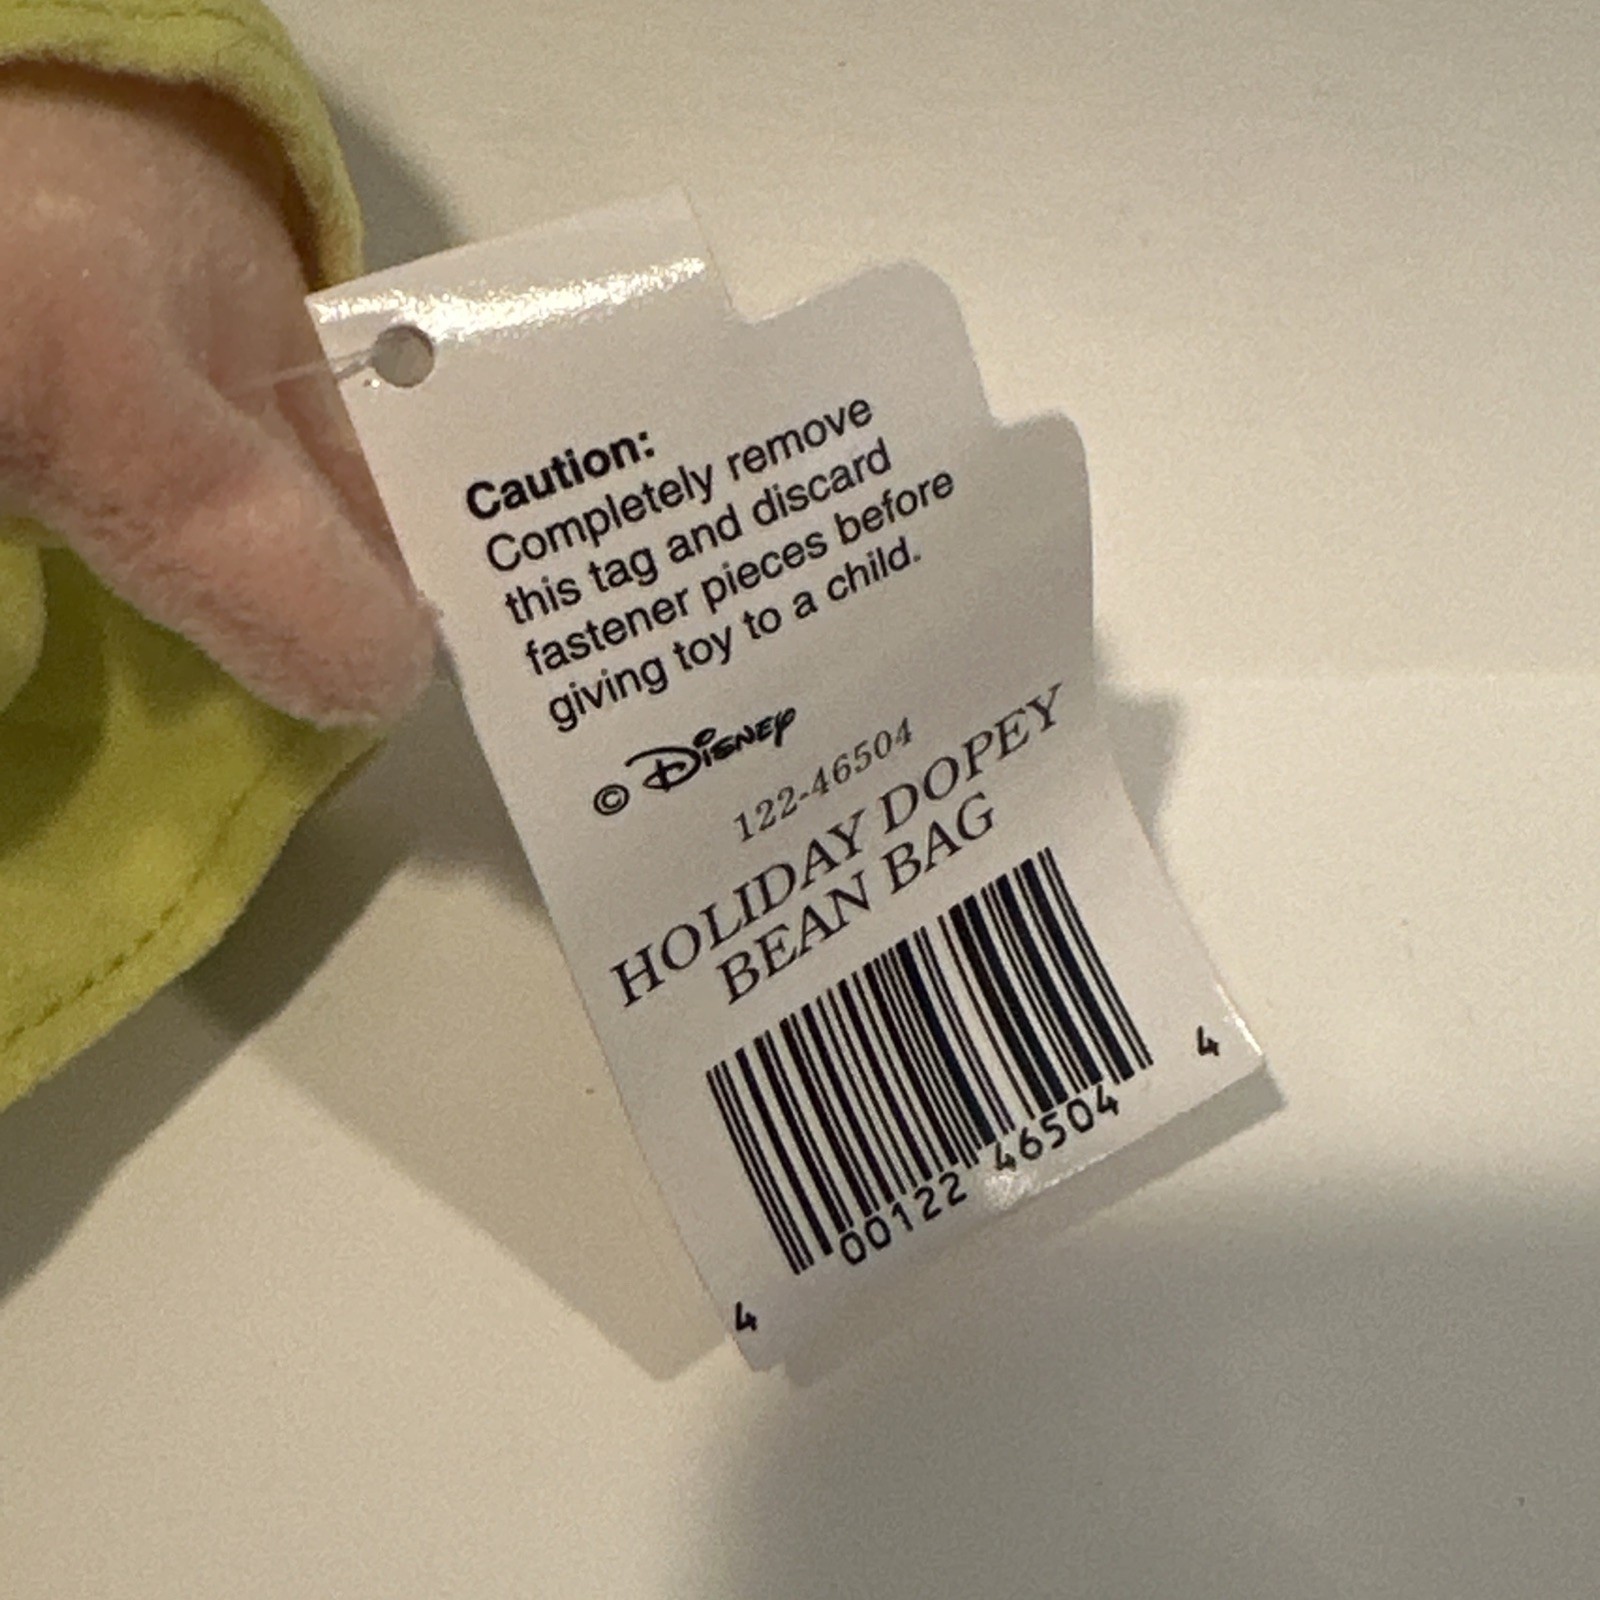 Caution:
Completely remove
this tag and discard
fastener pieces before
giving toy to a child.
© Disney
122-46504
HOLIDAY DOPEY
BEAN BAG
4 00122 46504 4